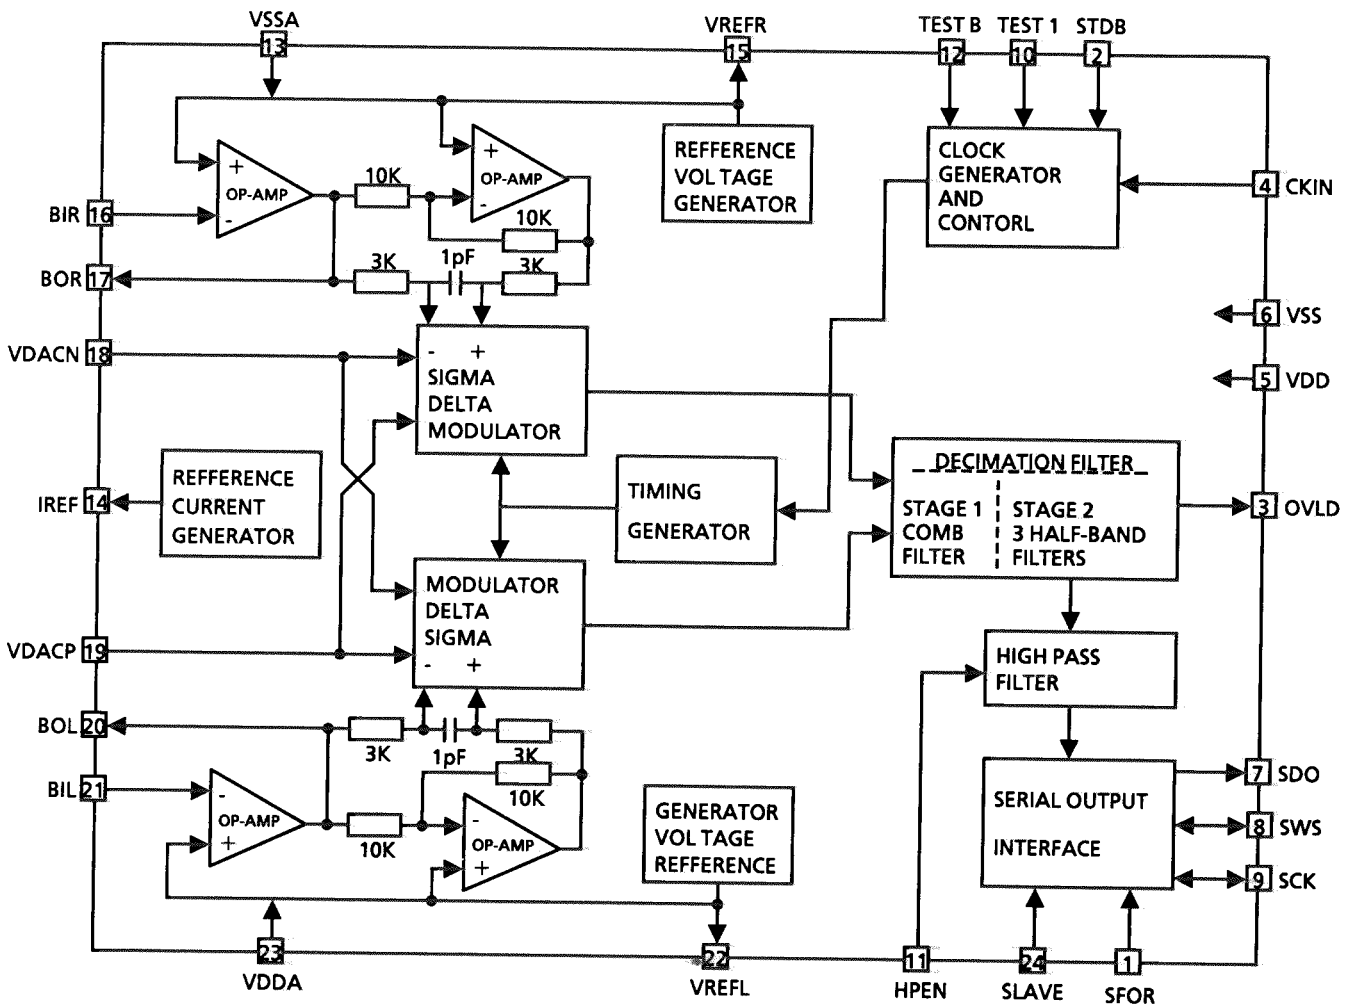 VSSA
13
VREFR
15
TEST B
12
TEST 1
10
STDB
2
REFFERENCE
VOL TAGE
GENERATOR
CLOCK
GENERATOR
AND
CONTORL
4 CKIN
+
OP-AMP
-
10K
+
OP-AMP
-
10K
BIR 16
BOR 17
3K
1pF
3K
6 VSS
VDACN 18
- +
SIGMA
DELTA
MODULATOR
5 VDD
IREF 14
REFFERENCE
CURRENT
GENERATOR
TIMING
GENERATOR
DECIMATION FILTER
STAGE 1
COMB
FILTER
STAGE 2
3 HALF-BAND
FILTERS
3 OVLD
MODULATOR
DELTA
SIGMA
- +
VDACP 19
HIGH PASS
FILTER
BOL 20
3K
1pF
3K
BIL 21
-
OP-AMP
+
10K
10K
-
OP-AMP
+
GENERATOR
VOL TAGE
REFFERENCE
SERIAL OUTPUT
INTERFACE
7 SDO
8 SWS
9 SCK
23
VDDA
22
VREFL
11
HPEN
24
SLAVE
1
SFOR